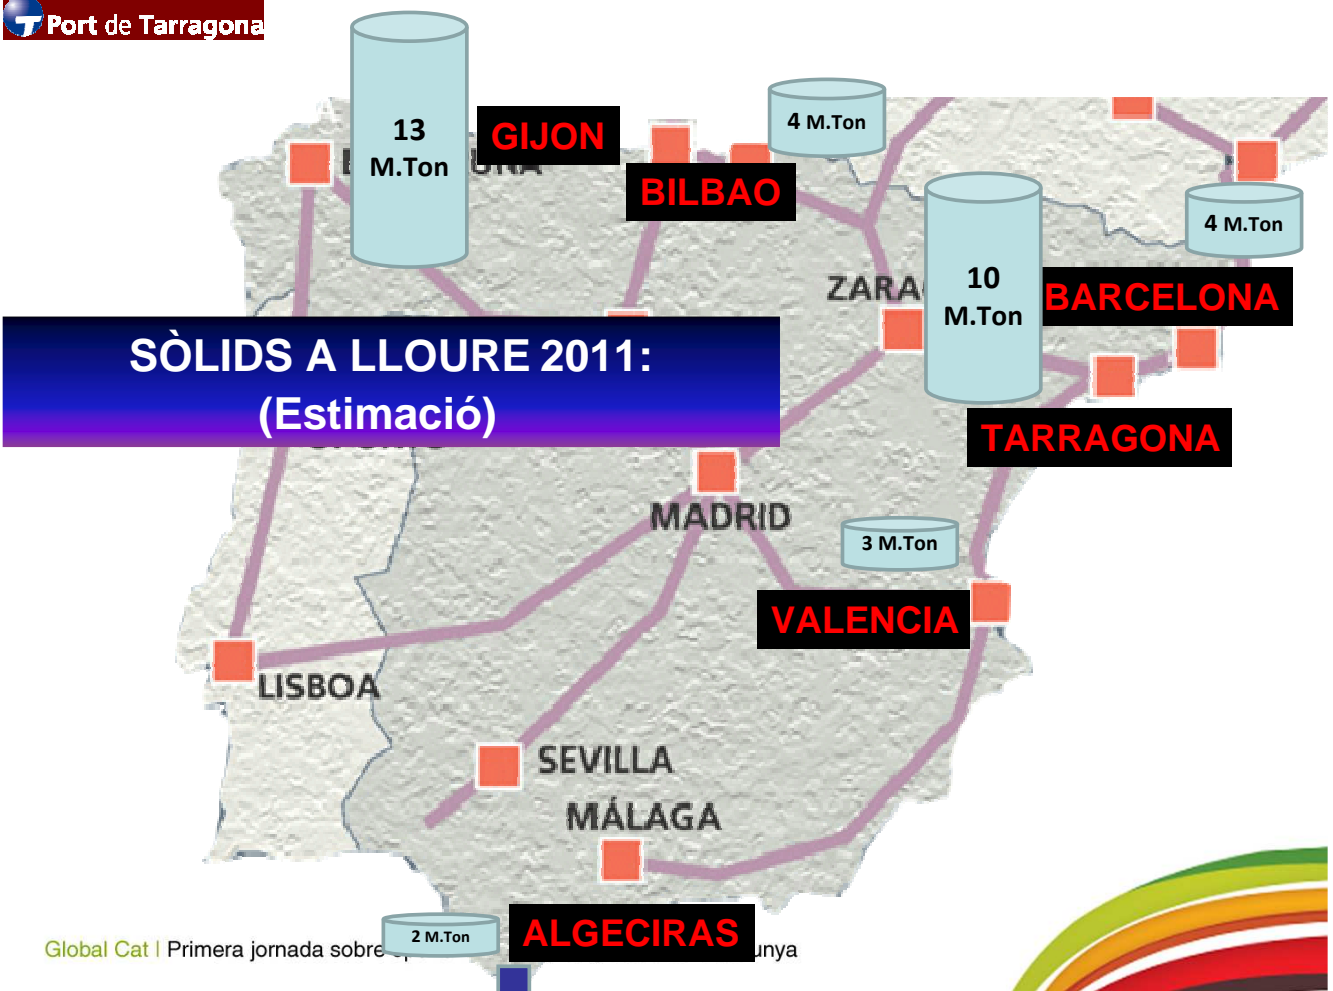 Port de Tarragona
13
M.Ton
GIJON
4 M.Ton
BILBAO
4 M.Ton
ZARA
10
M.Ton
BARCELONA
SÒLIDS A LLOURE 2011:
(Estimació)
TARRAGONA
MADRID
3 M.Ton
VALENCIA
LISBOA
SEVILLA
MÁLAGA
2 M.Ton
ALGECIRAS
Global Cat | Primera jornada sobre
unya